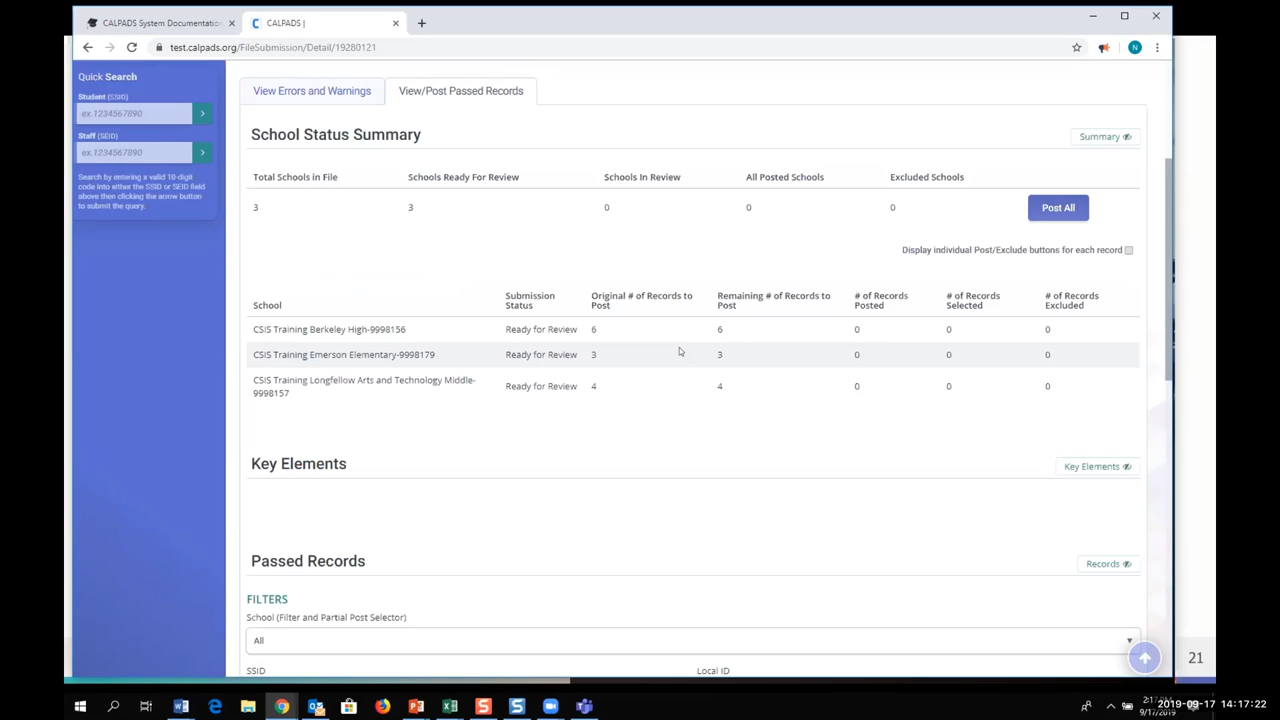 CALPADS System Documentation
CALPADS |
test.calpads.org/FileSubmission/Detail/19280121
N
Quick Search
Student (SSID)
ex.1234567890
Staff (SEID)
ex.1234567890
Search by entering a valid 10-digit
code into either the SSID or SEID field
above then clicking the arrow button
to submit the query.
View Errors and Warnings
View/Post Passed Records
School Status Summary
Summary
Total Schools in File Schools Ready For Review Schools In Review All Posted Schools Excluded Schools
3 3 0 0 0 Post All
Display individual Post/Exclude buttons for each record
School Submission Status Original # of Records to Post Remaining # of Records to Post # of Records Posted # of Records Selected # of Records Excluded
CSIS Training Berkeley High-9998156 Ready for Review 6 6 0 0 0
CSIS Training Emerson Elementary-9998179 Ready for Review 3 3 0 0 0
CSIS Training Longfellow Arts and Technology Middle-
9998157 Ready for Review 4 4 0 0 0
Key Elements
Key Elements
Passed Records
Records
FILTERS
School (Filter and Partial Post Selector)
All
SSID Local ID
21
2:17 PM
9/17/2019
2019-09-17 14:17:22